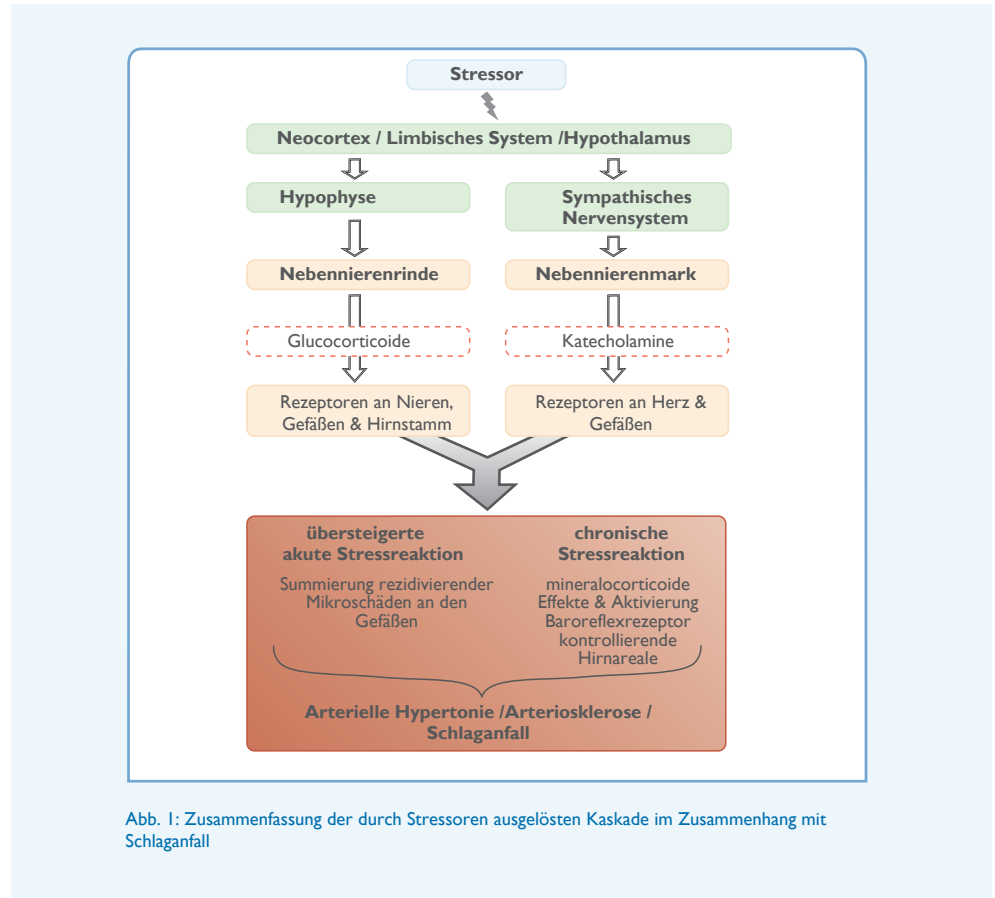 Stressor
Neocortex / Limbisches System /Hypothalamus
Hypophyse
Sympathisches
Nervensystem
Nebennierenrinde
Nebennierenmark
Glucocorticoide
Katecholamine
Rezeptoren an Nieren,
Gefäßen & Hirnstamm
Rezeptoren an Herz &
Gefäßen
übersteigerte
akute Stressreaktion
Summierung rezidivierender
Mikroschäden an den
Gefäßen
chronische
Stressreaktion
mineralocorticoide
Effekte & Aktivierung
Baroreflexrezeptor
kontrollierende
Hirnareale
Arterielle Hypertonie /Arteriosklerose /
Schlaganfall
Abb. 1: Zusammenfassung der durch Stressoren ausgelösten Kaskade im Zusammenhang mit
Schlaganfall